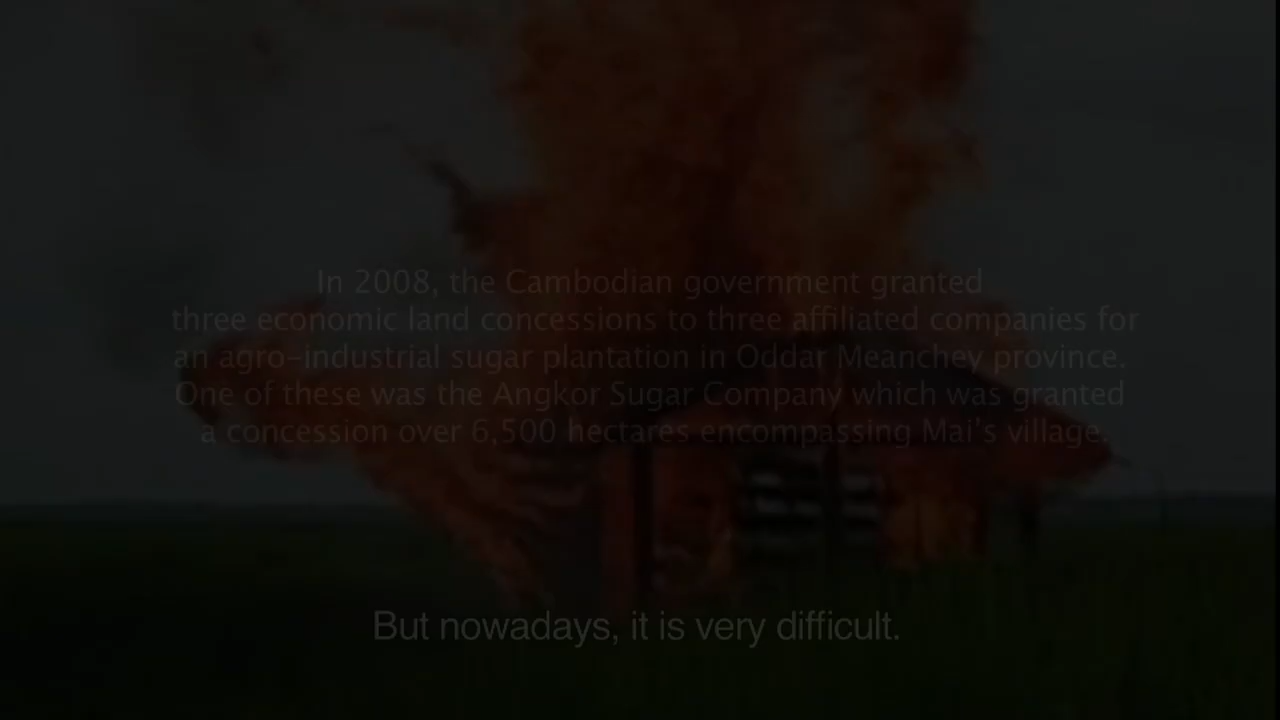 In 2008, the Cambodian government granted
three economic land concessions to three affiliated companies for
an agro-industrial sugar plantation in Oddar Meanchey province.
One of these was the Angkor Sugar Company which was granted
a concession over 6,500 hectares encompassing Mai's village.
But nowadays, it is very difficult.